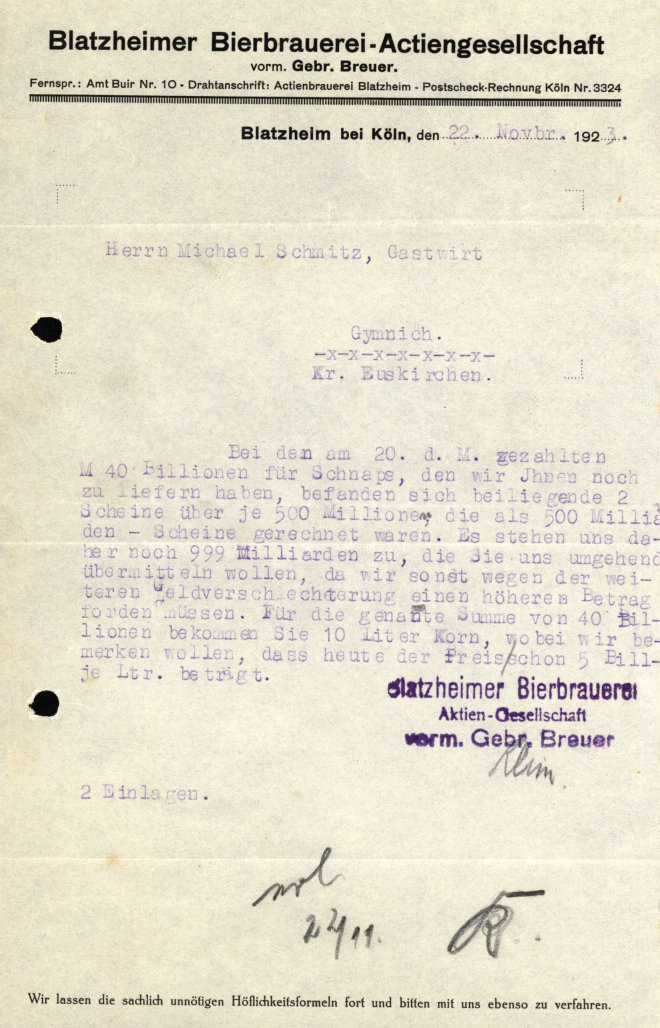 Blatzheimer Bierbrauerei-Actiengesellschaft
vorm. Gebr. Breuer.
Fernspr.: Amt Buir Nr. 10 - Drahtanschrift: Actienbrauerei Blatzheim - Postscheck-Rechnung Köln Nr. 3324
Blatzheim bei Köln, den 22. Novbr. 1923.
Herrn Michael Schmitz, Gastwirt
Gymnich.
-x-x-x-x-x-x-x-
Kr. Euskirchen.
Bei den am 20. d. M. gezahlten
M 40 Billionen für Schnaps, den wir Jhnen noch
zu liefern haben, befanden sich beiliegende 2
Scheine über je 500 Millionen, die als 500 Milliar
den - Scheine gerechnet waren. Es stehen uns da-
her noch 999 Milliarden zu, die Sie uns umgehend
übermitteln wollen, da wir sonst wegen der wei-
teren Geldverschlechterung einen höheren Betrag
forden müssen. Für die genannte Summe von 40 Bil-
lionen bekommen Sie 10 Liter Korn, wobei wir be-
merken wollen, dass heute der Preis schon 5 Bill-
je Ltr. beträgt.
Blatzheimer Bierbrauerei
Aktien-Gesellschaft
vorm. Gebr. Breuer
2 Einlagen.
Wir lassen die sachlich unnötigen Höflichkeitsformeln fort und bitten mit uns ebenso zu verfahren.